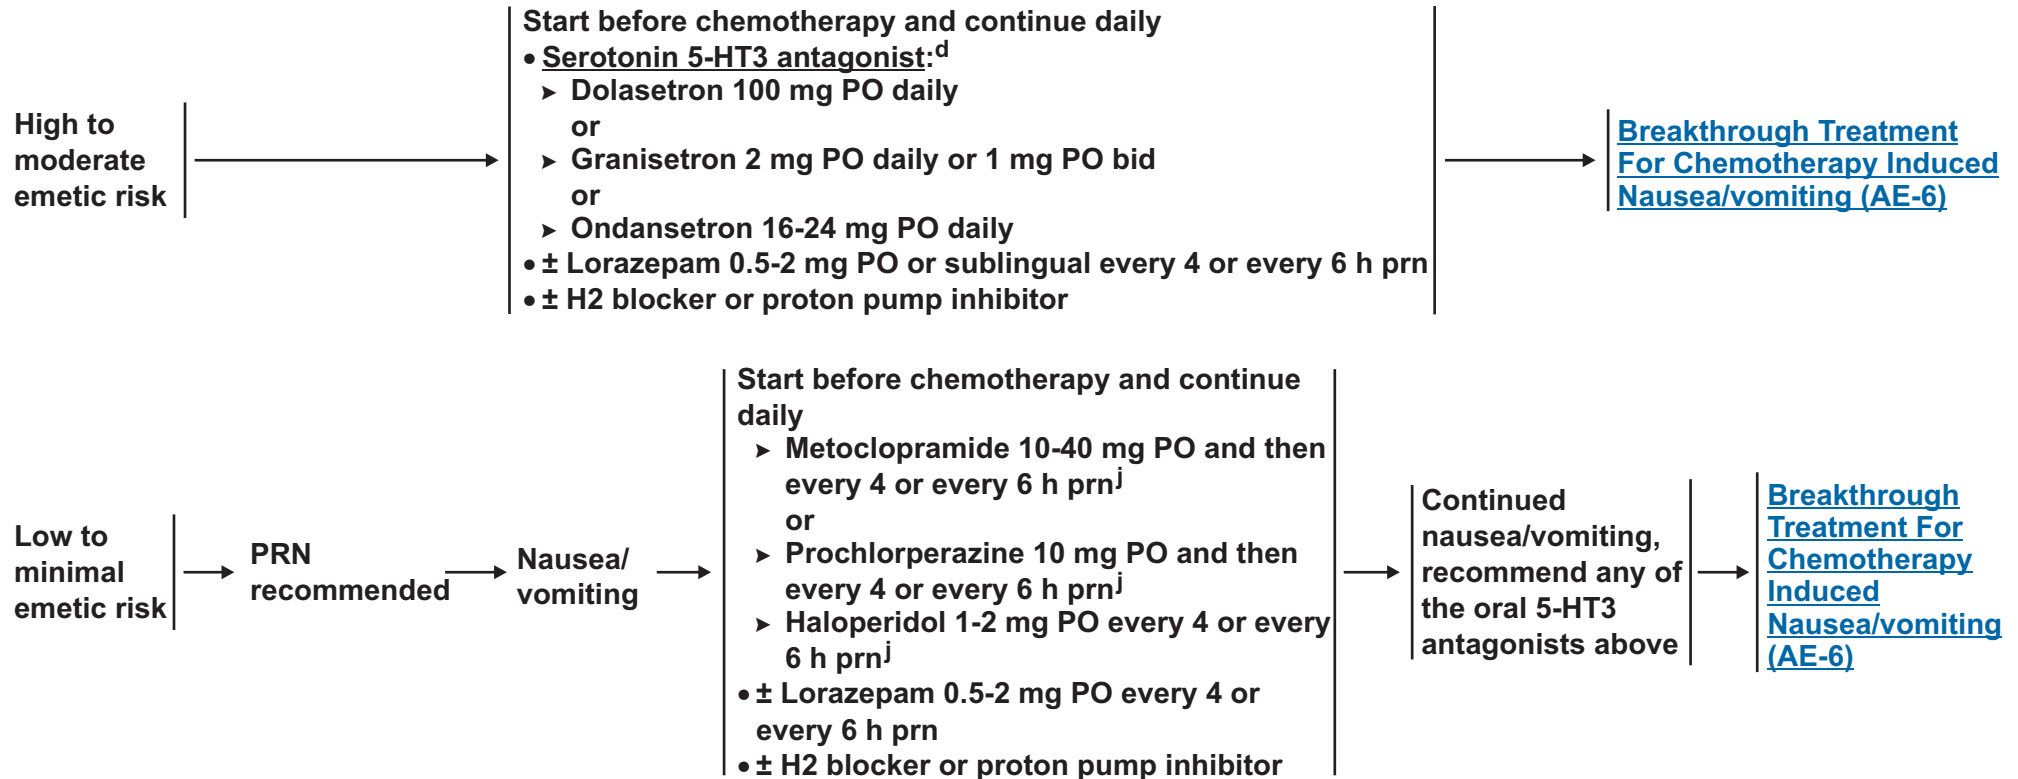 High to
moderate
emetic risk
Start before chemotherapy and continue daily
• Serotonin 5-HT3 antagonist:d
➤ Dolasetron 100 mg PO daily
or
➤ Granisetron 2 mg PO daily or 1 mg PO bid
or
➤ Ondansetron 16-24 mg PO daily
• ± Lorazepam 0.5-2 mg PO or sublingual every 4 or every 6 h prn
• ± H2 blocker or proton pump inhibitor
Breakthrough Treatment
For Chemotherapy Induced
Nausea/vomiting (AE-6)
Low to
minimal
emetic risk
PRN
recommended
Nausea/
vomiting
Start before chemotherapy and continue
daily
➤ Metoclopramide 10-40 mg PO and then
every 4 or every 6 h prnj
or
➤ Prochlorperazine 10 mg PO and then
every 4 or every 6 h prnj
➤ Haloperidol 1-2 mg PO every 4 or every
6 h prnj
• ± Lorazepam 0.5-2 mg PO every 4 or
every 6 h prn
• ± H2 blocker or proton pump inhibitor
Continued
nausea/vomiting,
recommend any of
the oral 5-HT3
antagonists above
Breakthrough
Treatment For
Chemotherapy
Induced
Nausea/vomiting
(AE-6)